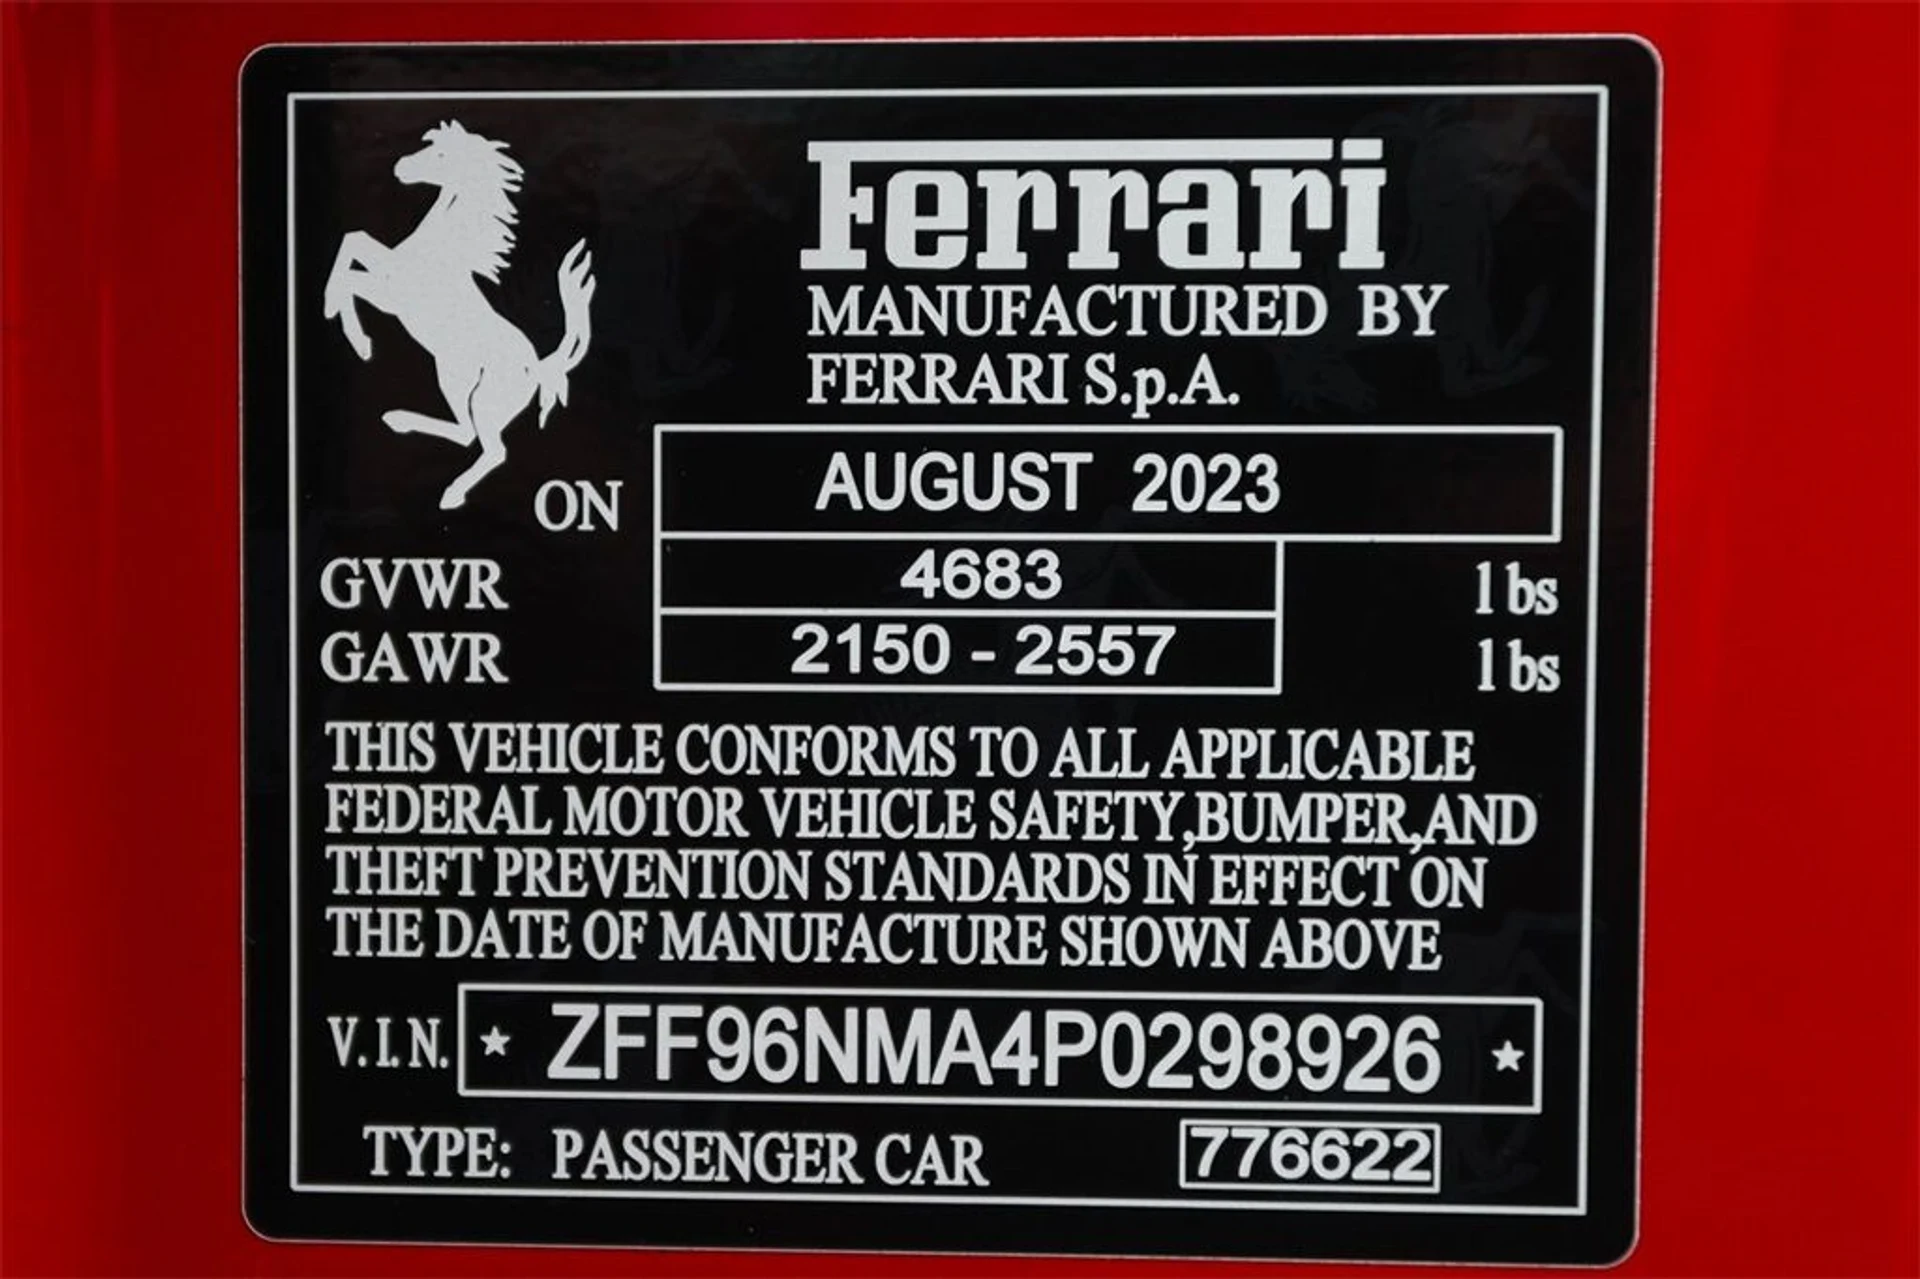 Ferrari
MANUFACTURED BY
FERRARI S.p.A.
ON AUGUST 2023
GVWR 4683 lbs
GAWR 2150 - 2557 lbs
THIS VEHICLE CONFORMS TO ALL APPLICABLE
FEDERAL MOTOR VEHICLE SAFETY,BUMPER,AND
THEFT PREVENTION STANDARDS IN EFFECT ON
THE DATE OF MANUFACTURE SHOWN ABOVE
V.I.N. ★ ZFF96NMA4P0298926 ★
TYPE: PASSENGER CAR 776622